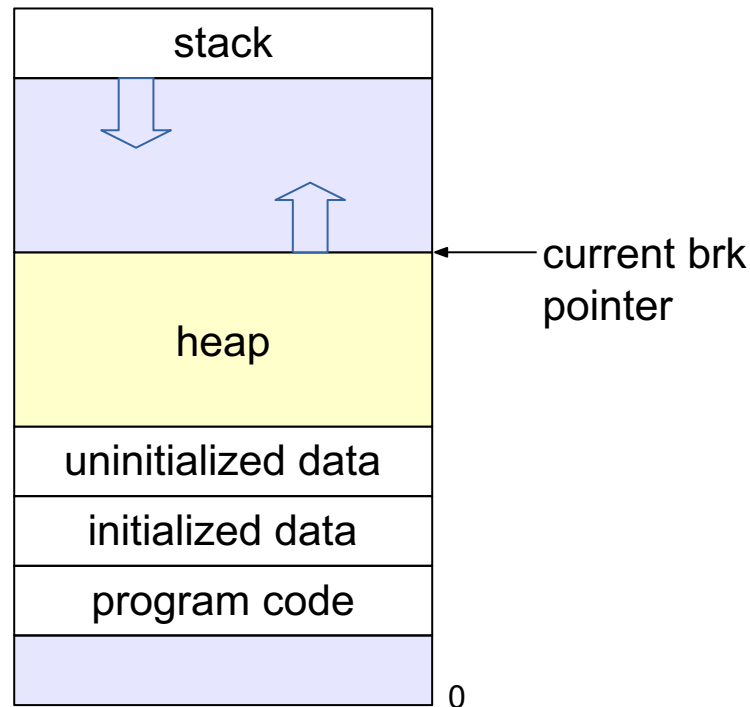 stack
current brk
pointer
heap
uninitialized data
initialized data
program code
0